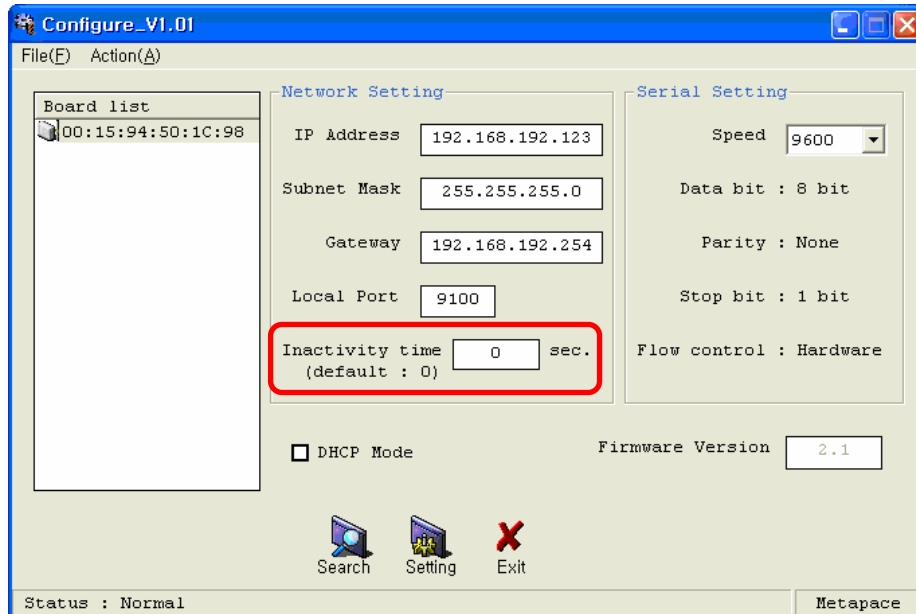 Configure_V1.01
File(F) Action(A)
Board list
00:15:94:50:1C:98
Network Setting
IP Address 192.168.192.123
Subnet Mask 255.255.255.0
Gateway 192.168.192.254
Local Port 9100
Inactivity time 0 sec.
(default : 0)
Serial Setting
Speed 9600
Data bit : 8 bit
Parity : None
Stop bit : 1 bit
Flow control : Hardware
DHCP Mode
Firmware Version 2.1
Search Setting Exit
Status : Normal Metapace